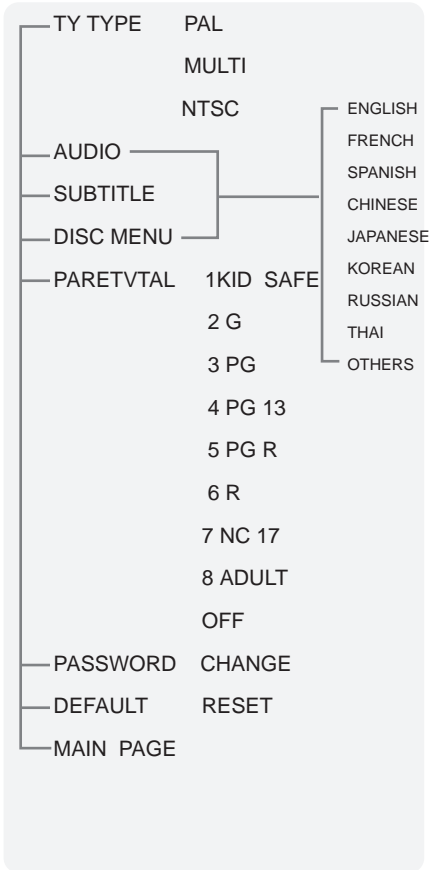 TY TYPE PAL
MULTI
NTSC
AUDIO
SUBTITLE
DISC MENU
ENGLISH
FRENCH
SPANISH
CHINESE
JAPANESE
KOREAN
RUSSIAN
THAI
OTHERS
PARETVTAL 1KID SAFE
2 G
3 PG
4 PG 13
5 PG R
6 R
7 NC 17
8 ADULT
OFF
PASSWORD CHANGE
DEFAULT RESET
MAIN PAGE